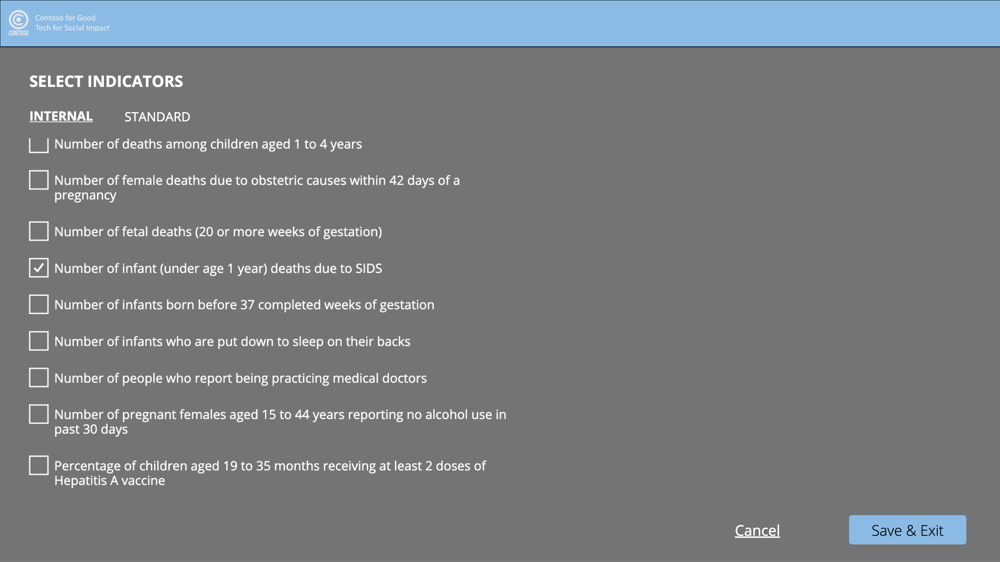 CONTOSO
Contoso for Good
Tech for Social Impact
SELECT INDICATORS
INTERNAL
STANDARD
Number of deaths among children aged 1 to 4 years
Number of female deaths due to obstetric causes within 42 days of a
pregnancy
Number of fetal deaths (20 or more weeks of gestation)
Number of infant (under age 1 year) deaths due to SIDS
Number of infants born before 37 completed weeks of gestation
Number of infants who are put down to sleep on their backs
Number of people who report being practicing medical doctors
Number of pregnant females aged 15 to 44 years reporting no alcohol use in
past 30 days
Percentage of children aged 19 to 35 months receiving at least 2 doses of
Hepatitis A vaccine
Cancel
Save & Exit